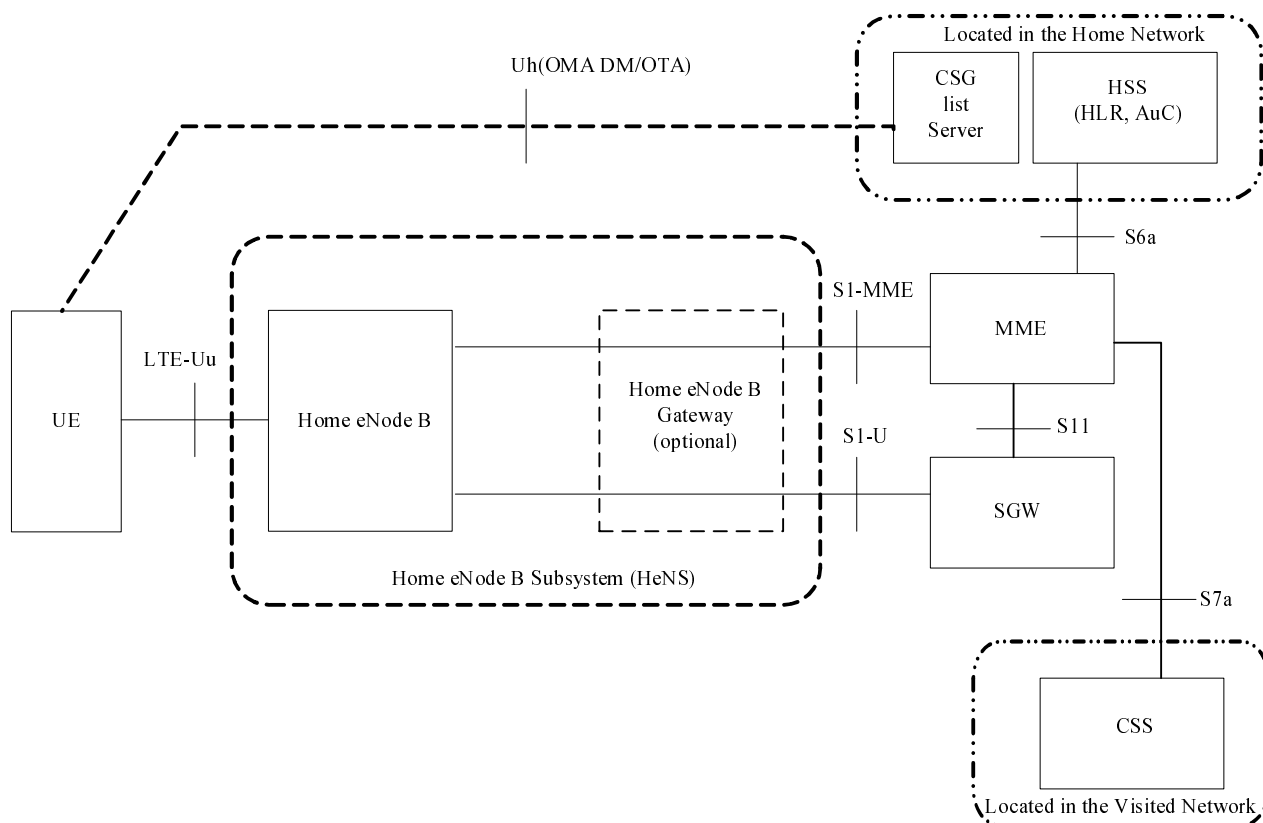 Located in the Home Network
Uh(OMA DM/OTA)
CSG
list
Server
HSS
(HLR, AuC)
S6a
S1-MME
MME
LTE-Uu
UE
Home eNode B
Home eNode B
Gateway
(optional)
S1-U
S11
SGW
Home eNode B Subsystem (HeNS)
S7a
CSS
Located in the Visited Network